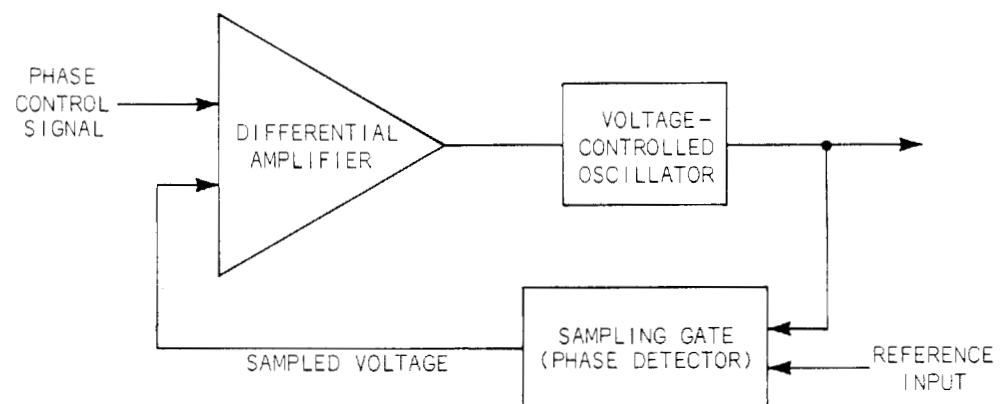 PHASE
CONTROL
SIGNAL
DIFFERENTIAL
AMPLIFIER
VOLTAGE-
CONTROLLED
OSCILLATOR
SAMPLING GATE
(PHASE DETECTOR)
SAMPLED VOLTAGE
REFERENCE
INPUT